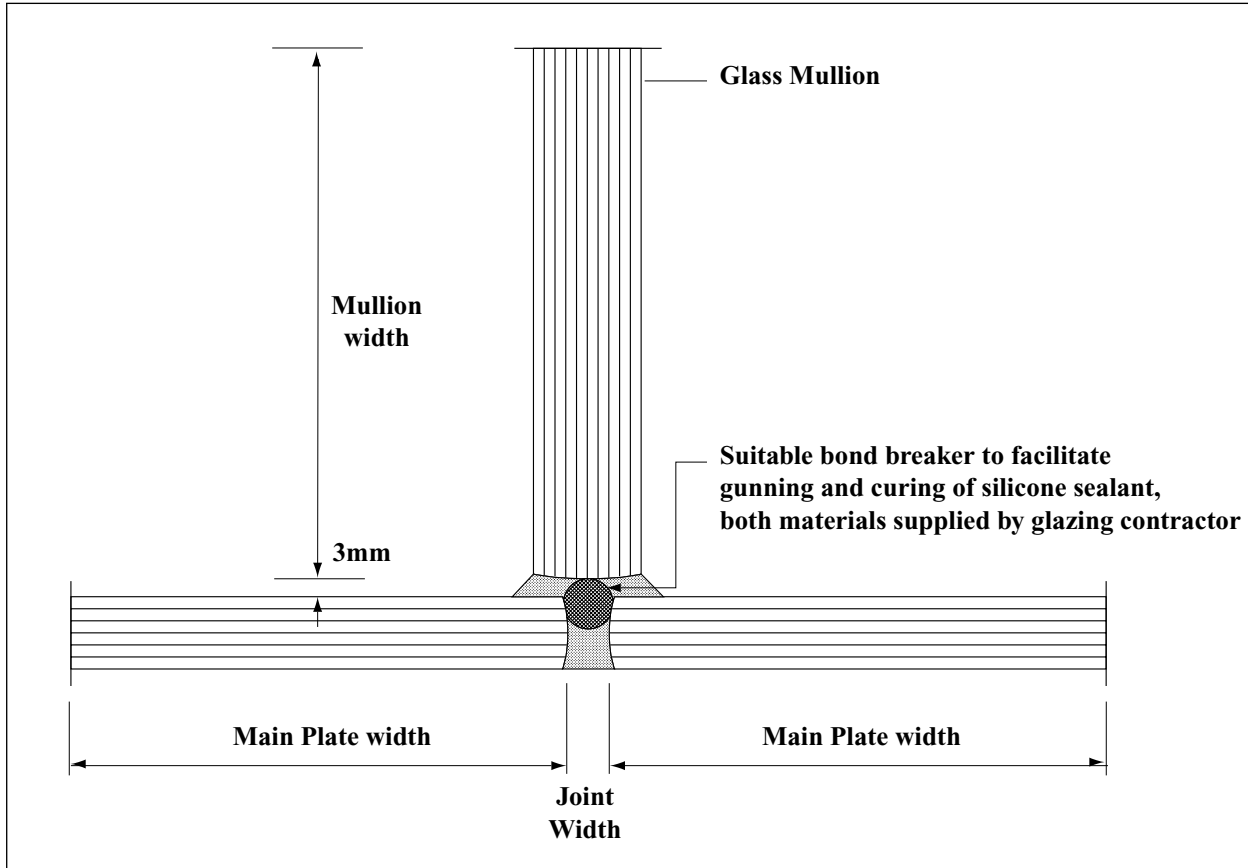 Glass Mullion
Mullion
width
Suitable bond breaker to facilitate
gunning and curing of silicone sealant,
both materials supplied by glazing contractor
3mm
Main Plate width
Main Plate width
Joint
Width